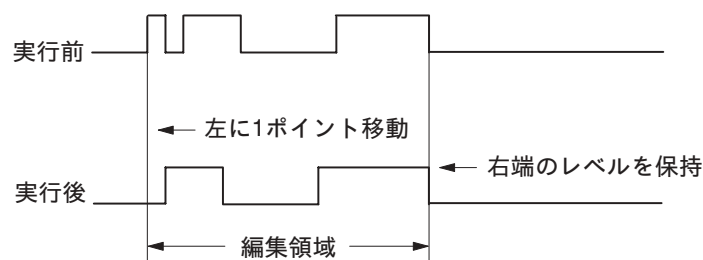 実行前
左に1ポイント移動
右端のレベルを保持
実行後
編集領域